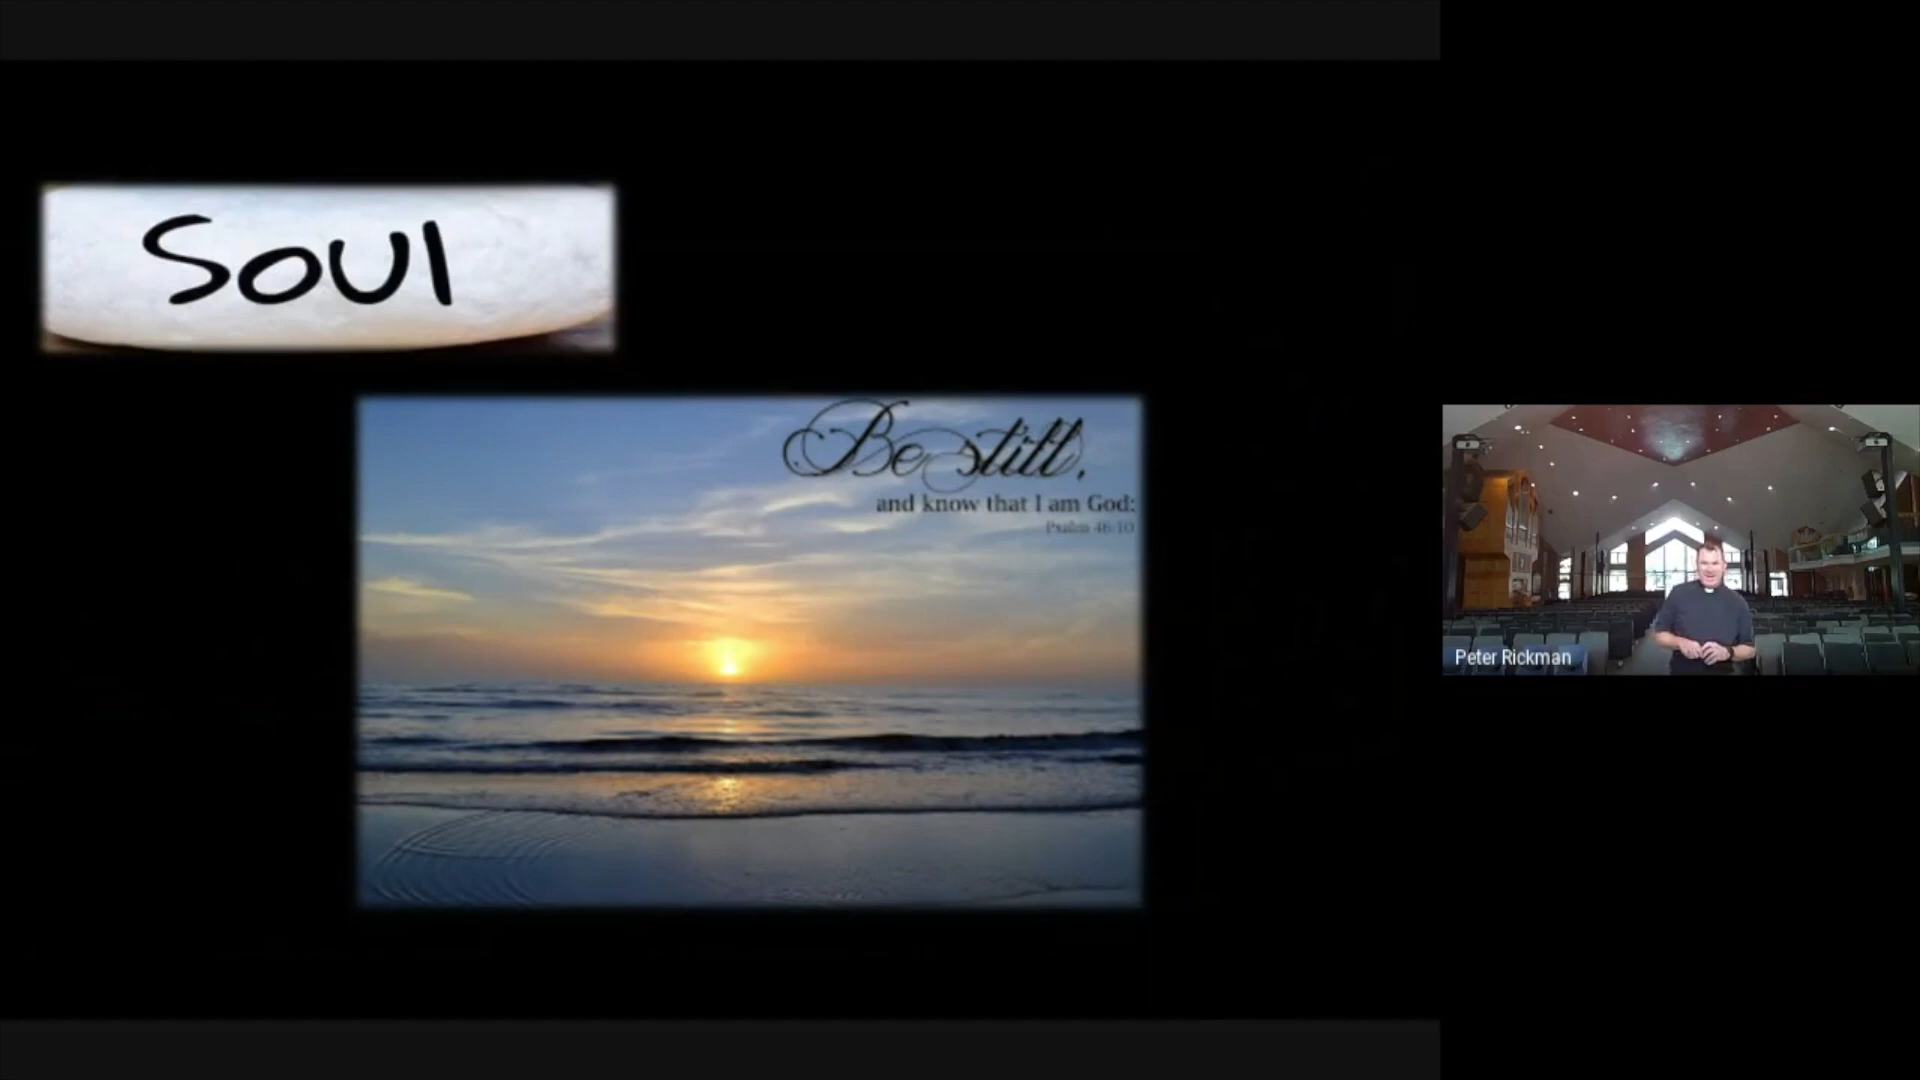 Soul
Be still,
and know that I am God:
Psalm 46:10
Peter Rickman